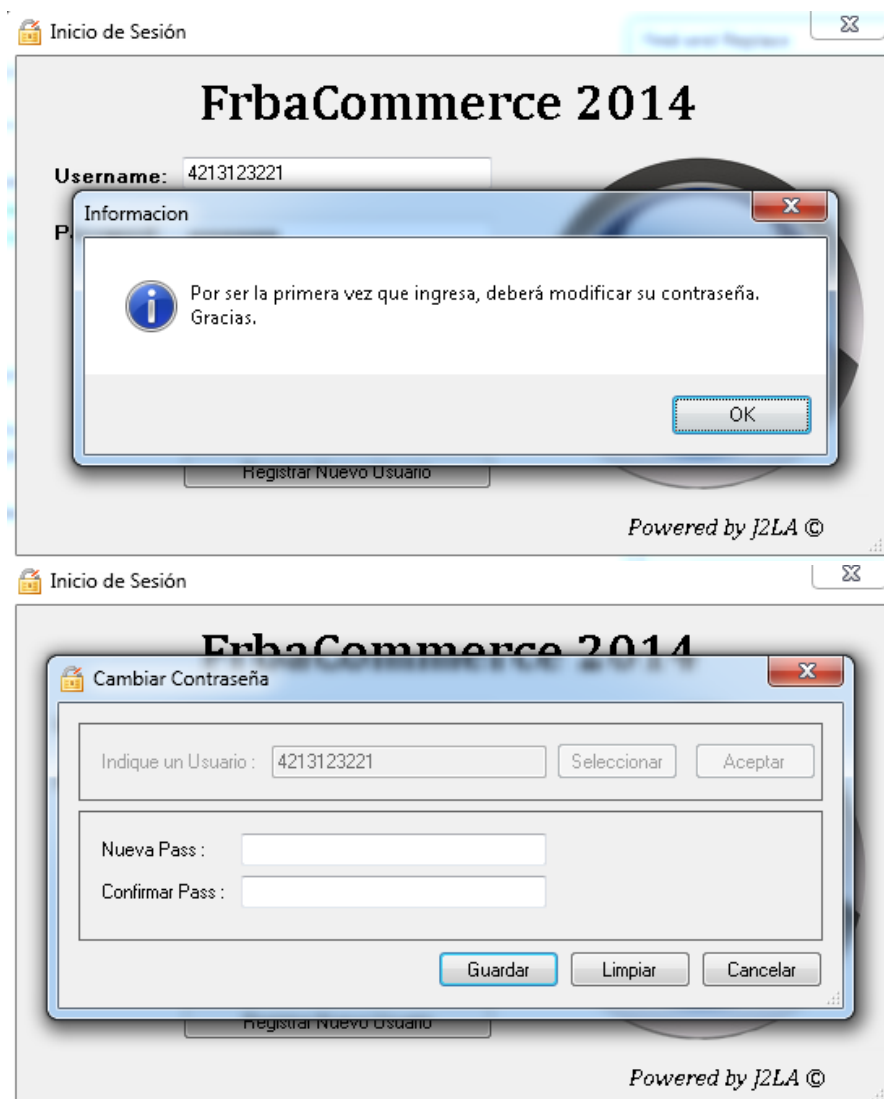 Inicio de Sesión
FrbaCommerce 2014
Username: 4213123221
Informacion
Por ser la primera vez que ingresa, deberá modificar su contraseña.
Gracias.
OK
Registrar Nuevo Usuario
Powered by J2LA ©
Inicio de Sesión
FrbaCommerce 2014
Cambiar Contraseña
Indique un Usuario : 4213123221 Seleccionar Aceptar
Nueva Pass :
Confirmar Pass :
Guardar Limpiar Cancelar
Registrar Nuevo Usuario
Powered by J2LA ©